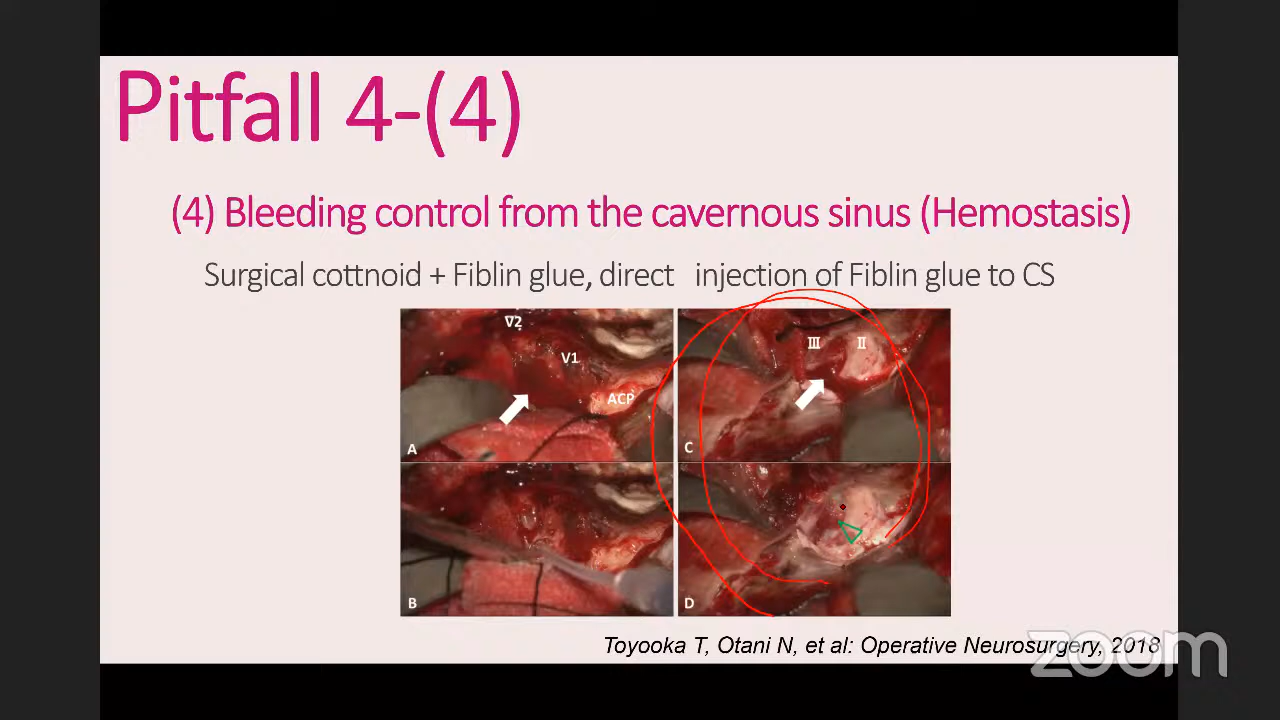 Pitfall 4-(4)
(4) Bleeding control from the cavernous sinus (Hemostasis)
Surgical cottnoid + Fiblin glue, direct injection of Fiblin glue to CS
V2
V1
ACP
A
III
II
C
B
D
Toyooka T, Otani N, et al: Operative Neurosurgery, 2018
zoom